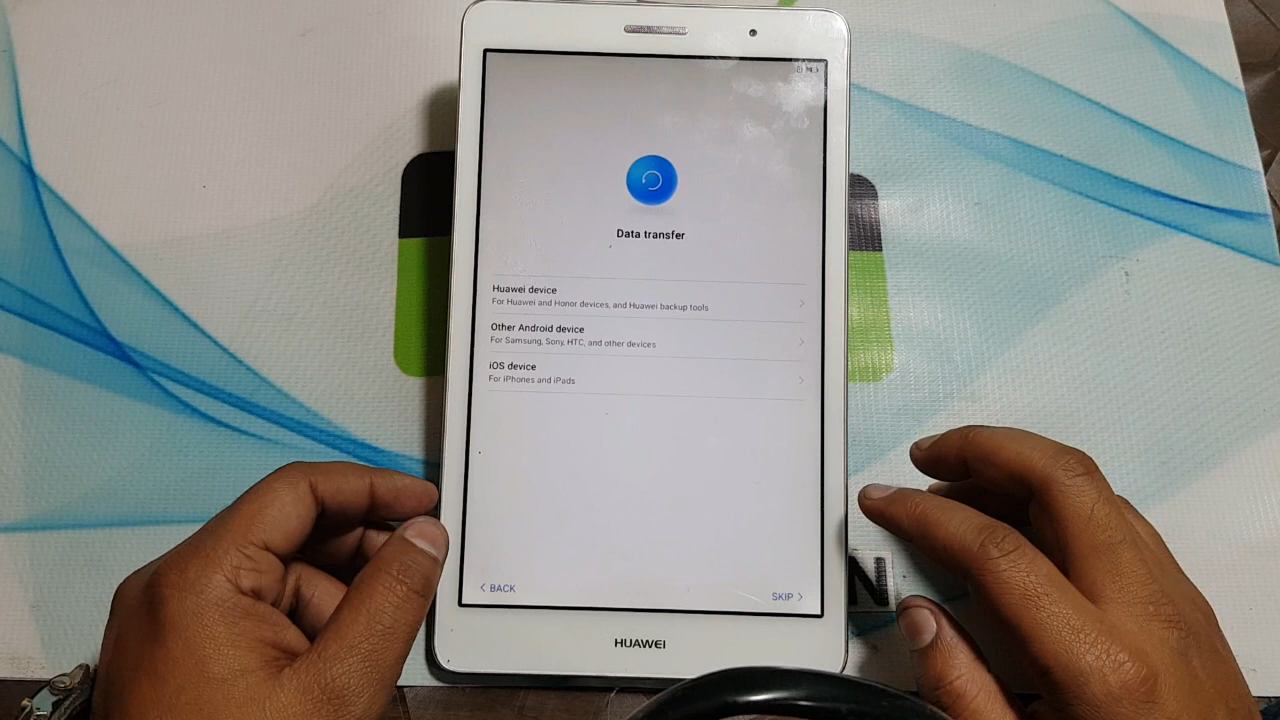 Data transfer
Huawei device
For Huawei and Honor devices, and Huawei backup tools
Other Android device
For Samsung, Sony, HTC, and other devices
iOS device
For iPhones and iPads
BACK
SKIP
N
HUAWEI